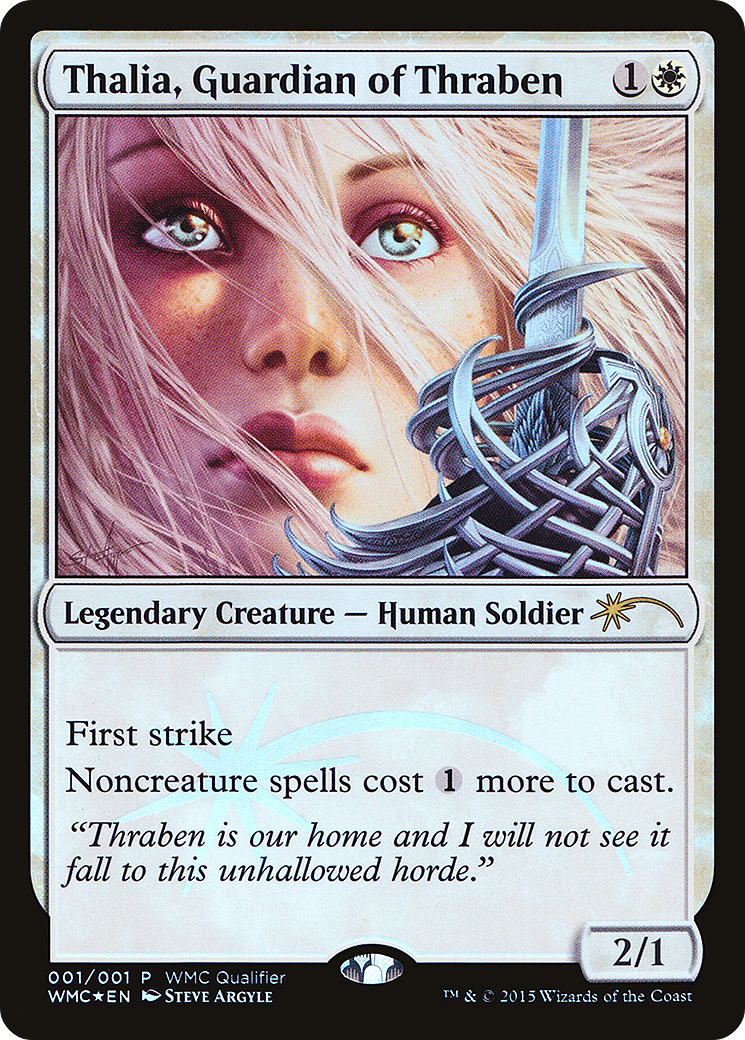 Thalia, Guardian of Thraben 1
Legendary Creature — Human Soldier
First strike
Noncreature spells cost 1 more to cast.
“Thraben is our home and I will not see it
fall to this unhallowed horde.”
2/1
001/001 P WMC Qualifier
WMC★EN Steve Argyle
™ & © 2015 Wizards of the Coast